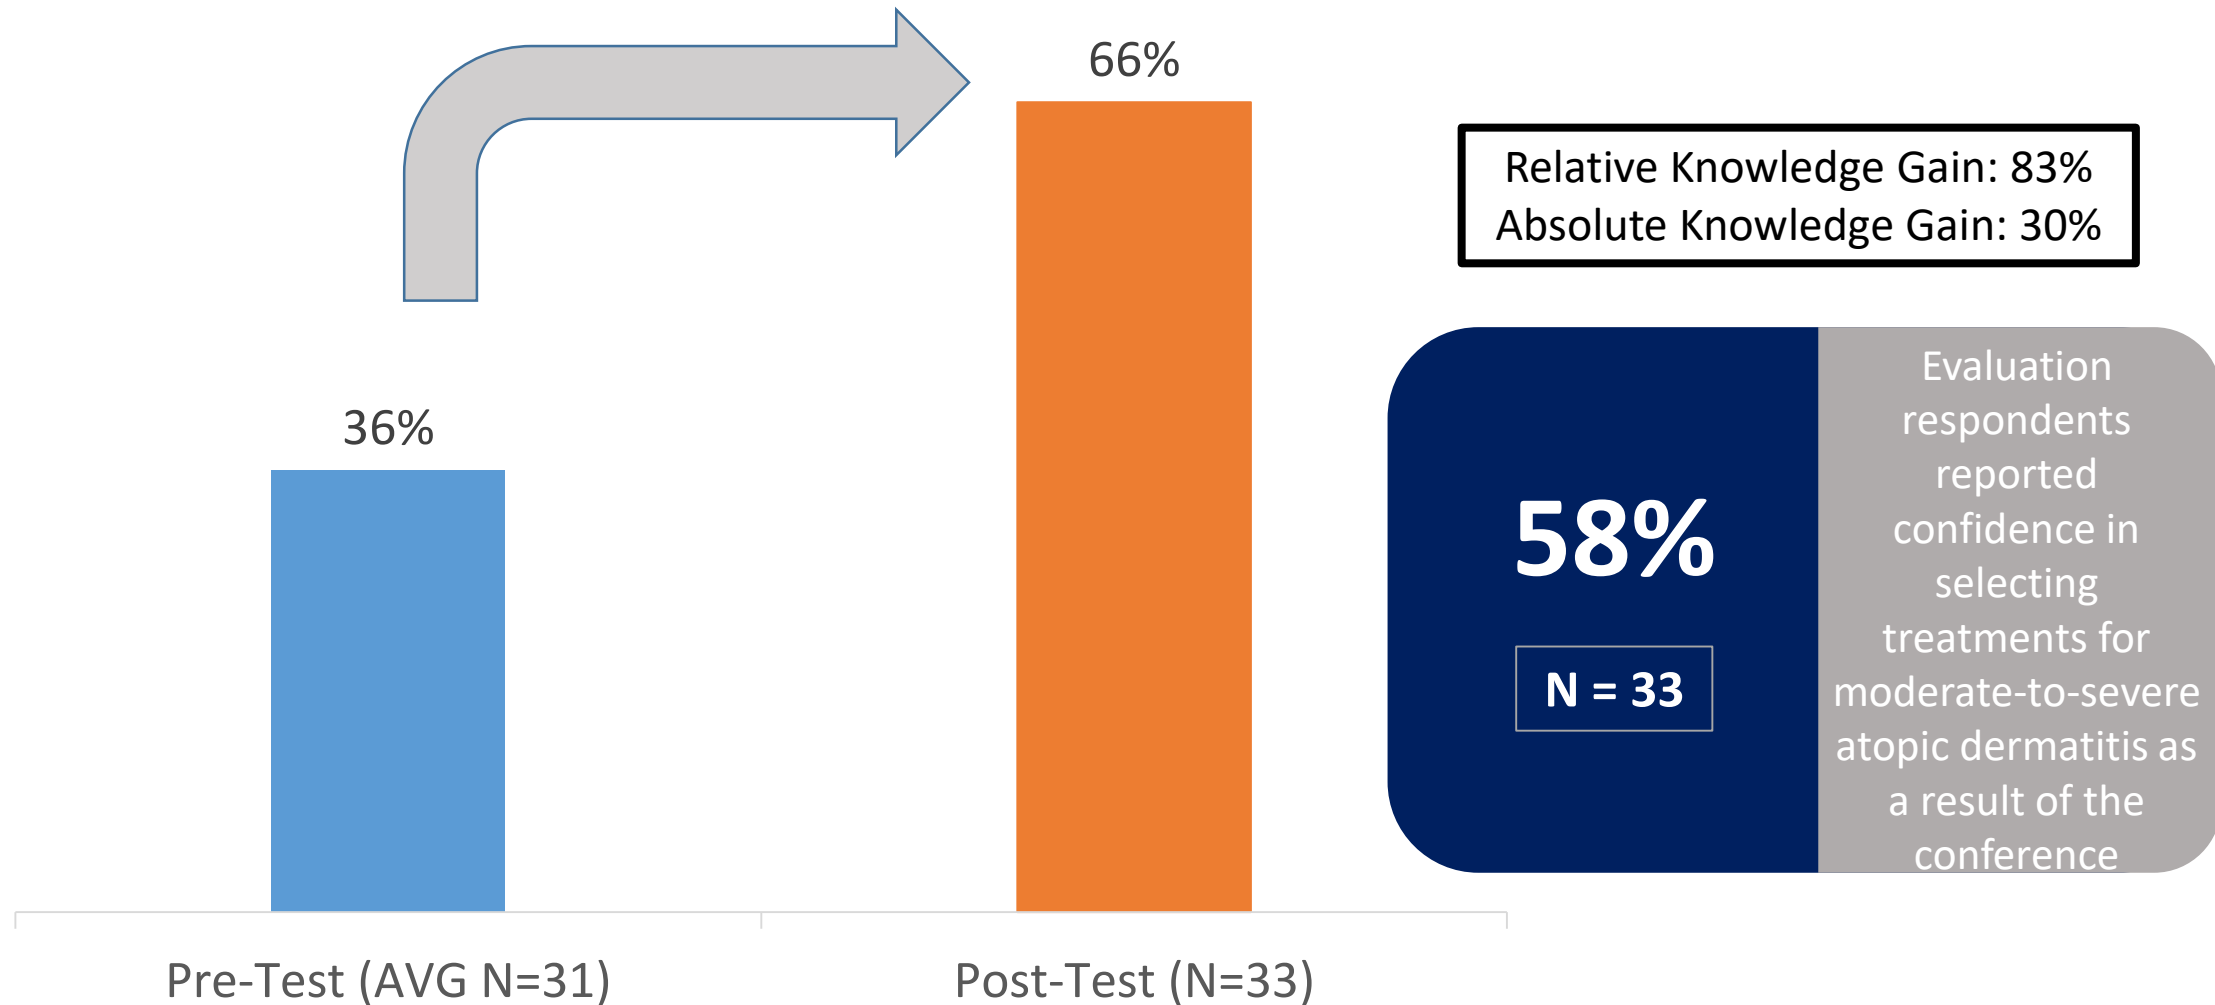 36%
66%
Pre-Test (AVG N=31)
Post-Test (N=33)
Relative Knowledge Gain: 83%
Absolute Knowledge Gain: 30%
58%
N = 33
Evaluation
respondents
reported
confidence in
selecting
treatments for
moderate-to-severe
atopic dermatitis as
a result of the
conference